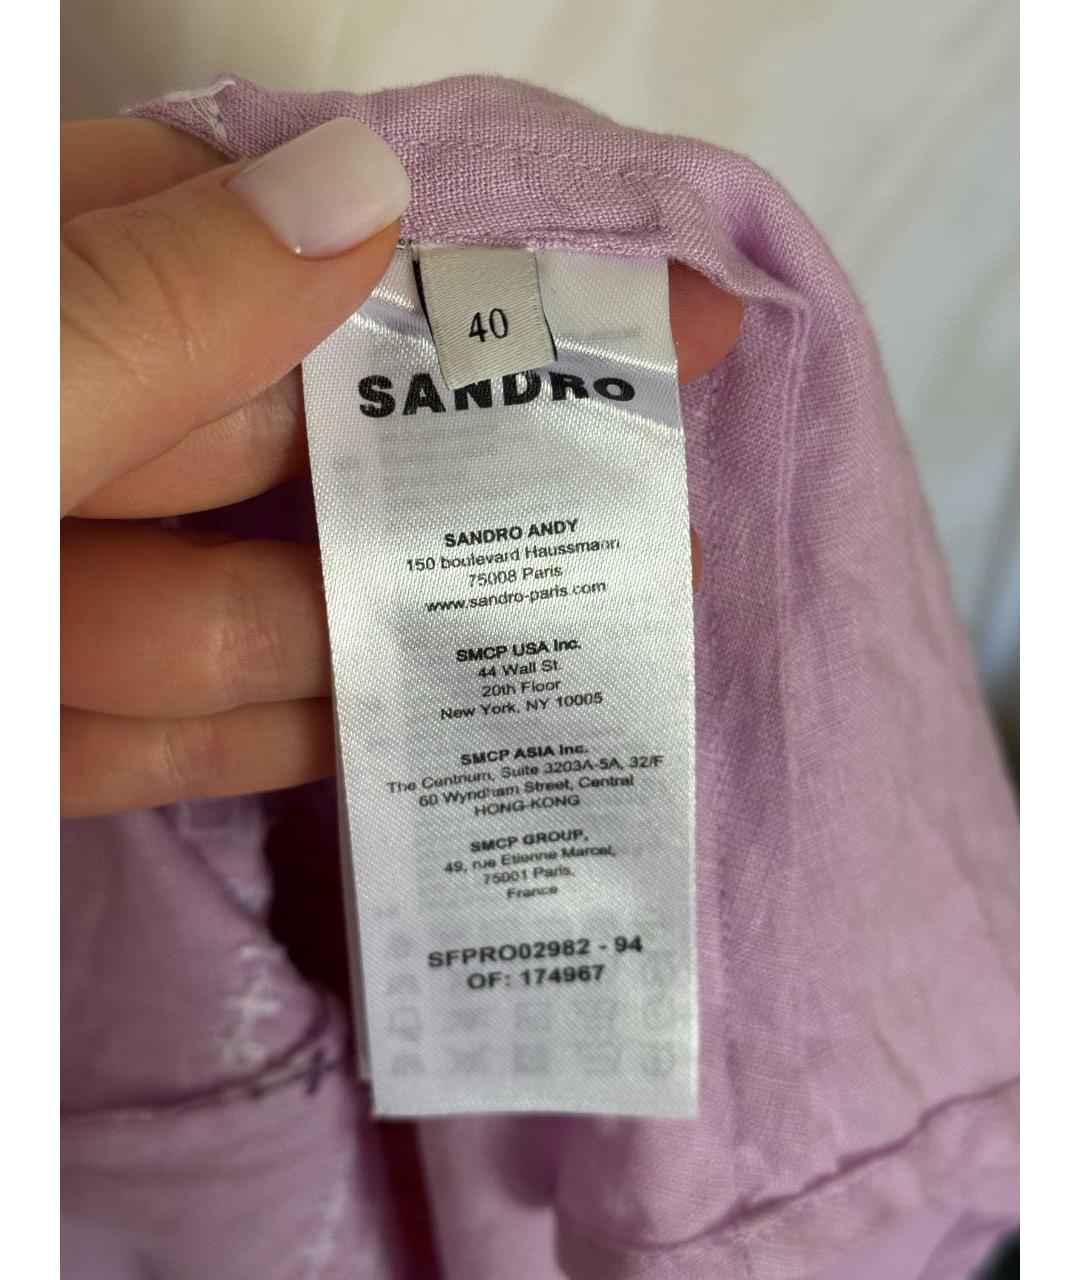 40
SANDRO
SANDRO ANDY
150 boulevard Haussmann
75008 Paris
www.sandro-paris.com
SMCP USA Inc.
44 Wall St.
20th Floor
New York, NY 10005
SMCP ASIA Inc.
The Centrum, Suite 3203A-5A, 32/F
60 Wyndham Street, Central
HONG-KONG
SMCP GROUP,
49, rue Etienne Marcel,
75001 Paris,
France
SFPRO02982 - 94
OF: 174967